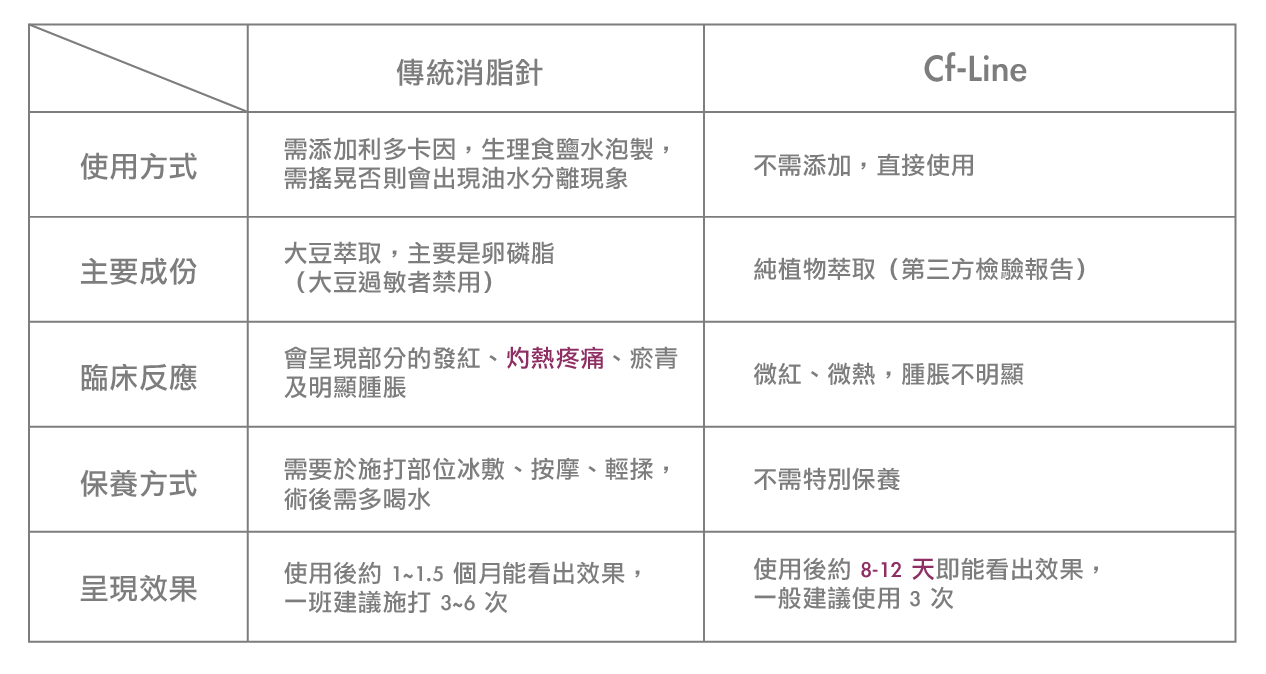 傳統消脂針
Cf-Line
使用方式
需添加利多卡因，生理食鹽水泡製，
需搖晃否則會出現油水分離現象
不需添加，直接使用
主要成份
大豆萃取，主要是卵磷脂
（大豆過敏者禁用）
純植物萃取（第三方檢驗報告）
臨床反應
會呈現部分的發紅、灼熱疼痛、瘀青
及明顯腫脹
微紅、微熱，腫脹不明顯
保養方式
需要於施打部位冰敷、按摩、輕揉，
術後需多喝水
不需特別保養
呈現效果
使用後約 1~1.5 個月能看出效果，
一班建議施打 3~6 次
使用後約 8-12 天即能看出效果，
一般建議使用 3 次